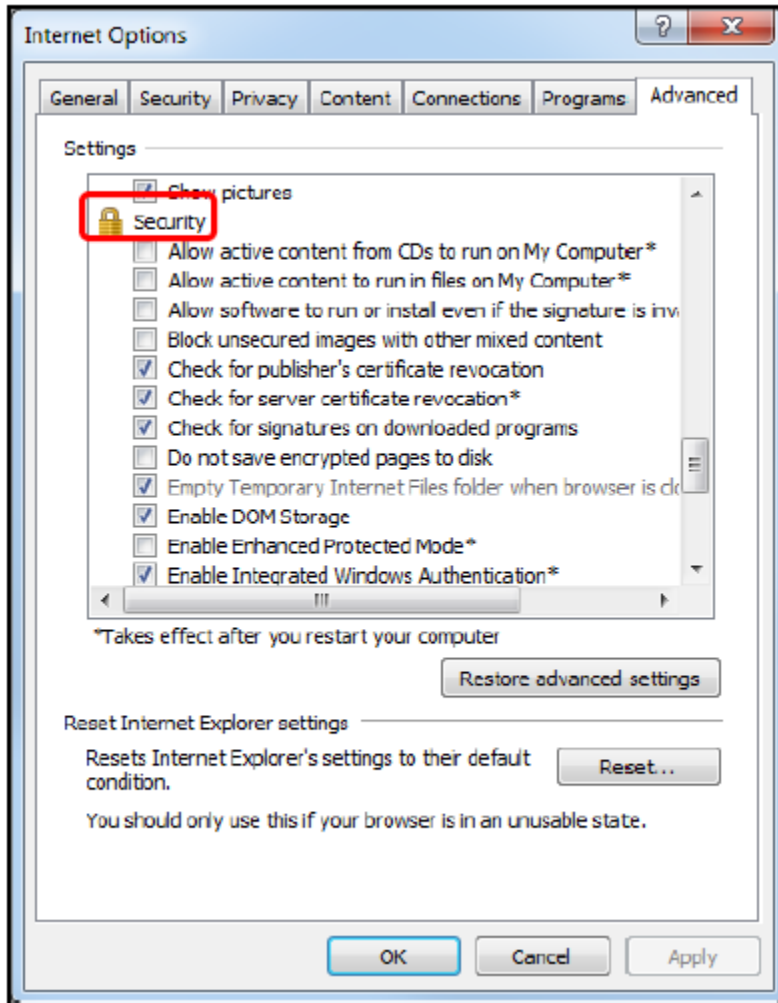 Internet Options
General Security Privacy Content Connections Programs Advanced
Settings
Show pictures
Security
Allow active content from CDs to run on My Computer*
Allow active content to run in files on My Computer*
Allow software to run or install even if the signature is inv
Block unsecured images with other mixed content
Check for publisher's certificate revocation
Check for server certificate revocation*
Check for signatures on downloaded programs
Do not save encrypted pages to disk
Empty Temporary Internet Files folder when browser is clo
Enable DOM Storage
Enable Enhanced Protected Mode*
Enable Integrated Windows Authentication*
*Takes effect after you restart your computer
Restore advanced settings
Reset Internet Explorer settings
Resets Internet Explorer's settings to their default
condition.
Reset...
You should only use this if your browser is in an unusable state.
OK Cancel Apply